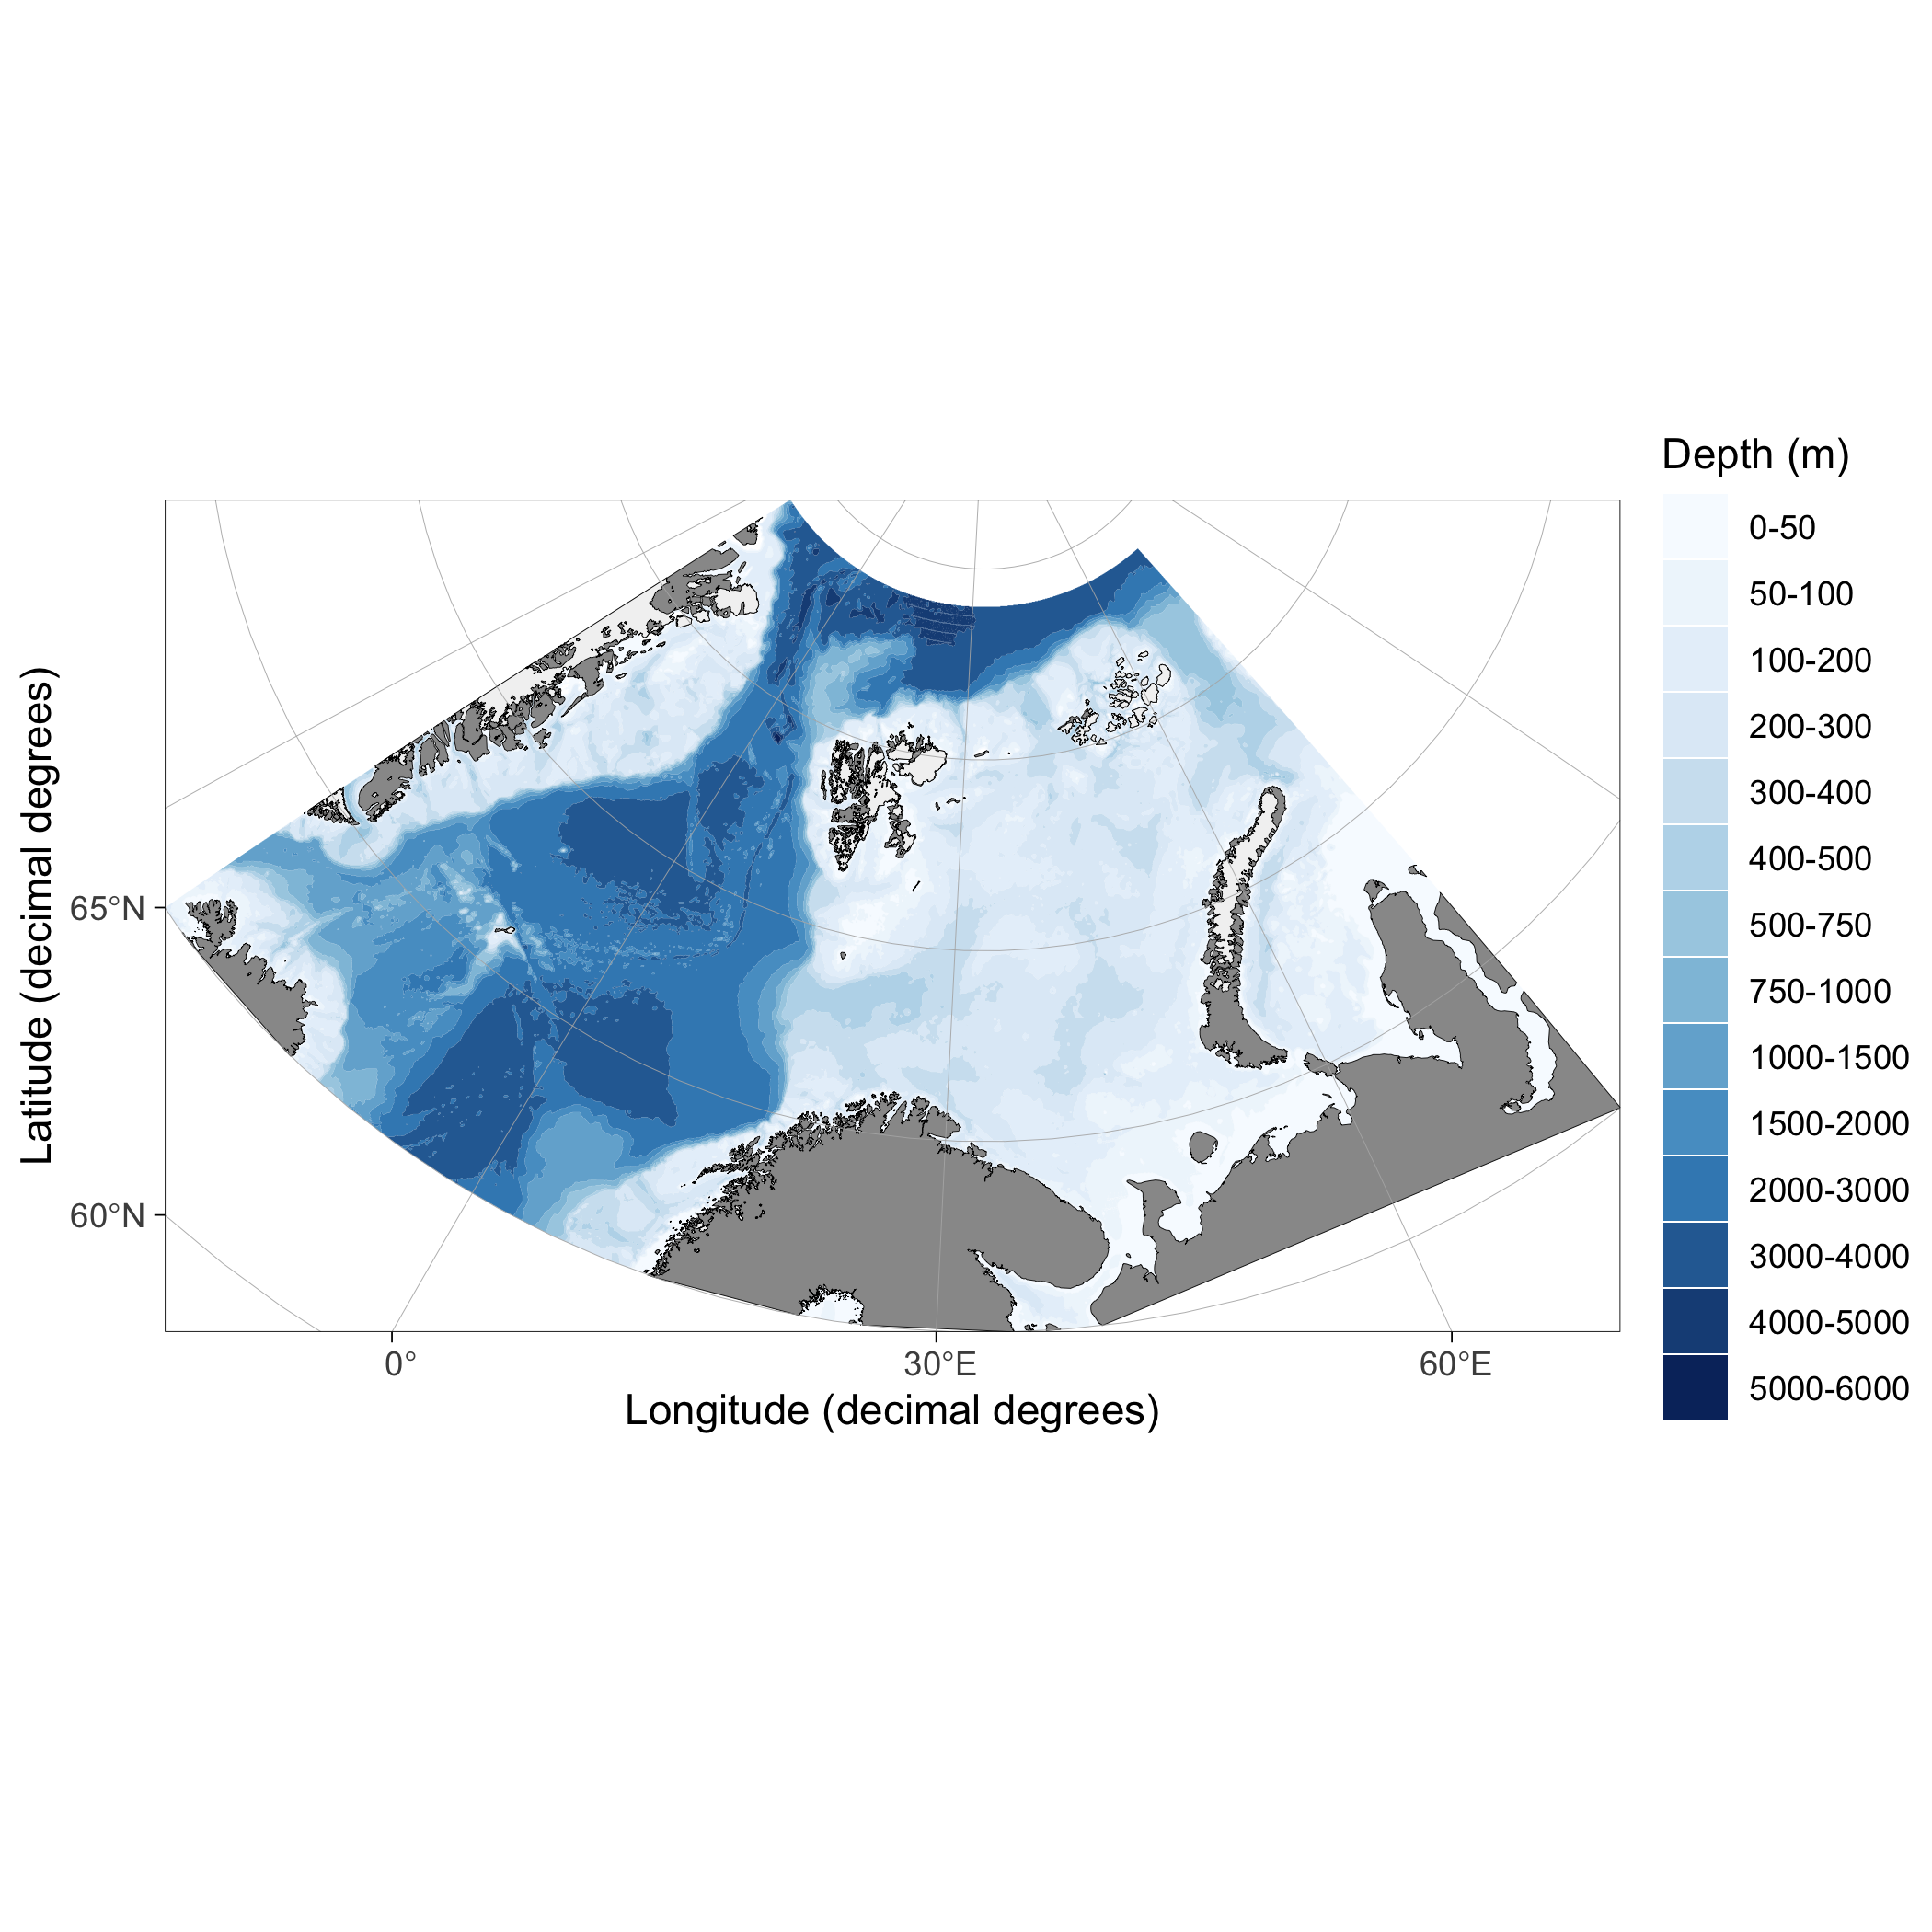 Depth (m)
0-50
50-100
100-200
200-300
300-400
400-500
500-750
750-1000
1000-1500
1500-2000
2000-3000
3000-4000
4000-5000
5000-6000
Latitude (decimal degrees)
65°N
60°N
0°
30°E
60°E
Longitude (decimal degrees)